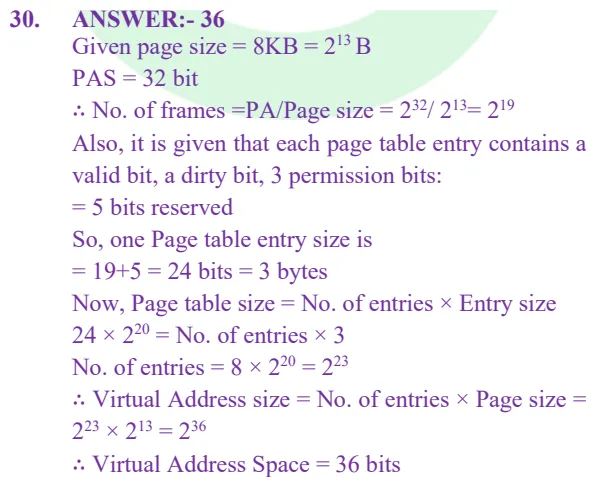 30. ANSWER:- 36
Given page size = 8KB = 2¹³ B
PAS = 32 bit
∴ No. of frames =PA/Page size = 2³²/ 2¹³= 2¹⁹
Also, it is given that each page table entry contains a
valid bit, a dirty bit, 3 permission bits:
= 5 bits reserved
So, one Page table entry size is
= 19+5 = 24 bits = 3 bytes
Now, Page table size = No. of entries × Entry size
24 × 2²⁰ = No. of entries × 3
No. of entries = 8 × 2²⁰ = 2²³
∴ Virtual Address size = No. of entries × Page size =
2²³ × 2¹³ = 2³⁶
∴ Virtual Address Space = 36 bits